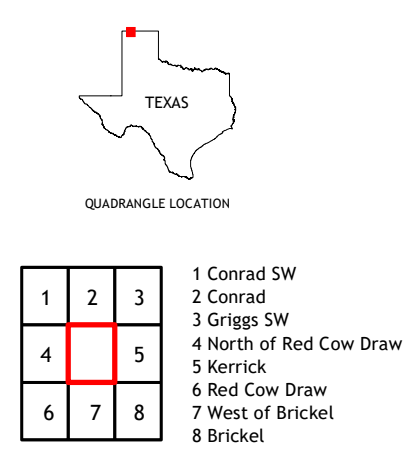 TEXAS
QUADRANGLE LOCATION
1 2 3
4 5
6 7 8
1 Conrad SW
2 Conrad
3 Griggs SW
4 North of Red Cow Draw
5 Kerrick
6 Red Cow Draw
7 West of Brickel
8 Brickel